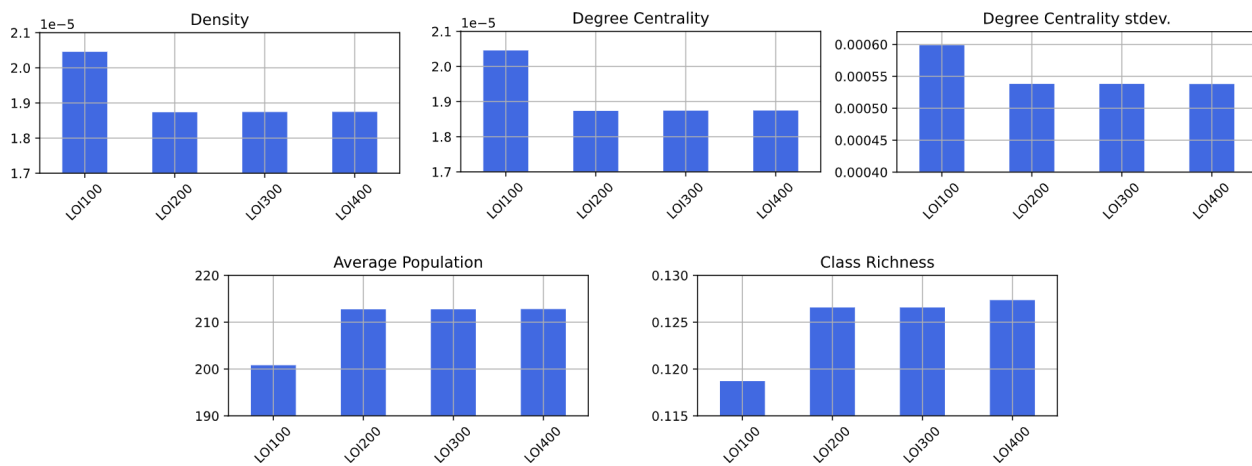 Density
1e−5
2.1
2.0
1.9
1.8
1.7
LOI100
LOI200
LOI300
LOI400
Degree Centrality
1e−5
2.1
2.0
1.9
1.8
1.7
LOI100
LOI200
LOI300
LOI400
Degree Centrality stdev.
0.00060
0.00055
0.00050
0.00045
0.00040
LOI100
LOI200
LOI300
LOI400
Average Population
220
210
200
190
LOI100
LOI200
LOI300
LOI400
Class Richness
0.130
0.125
0.120
0.115
LOI100
LOI200
LOI300
LOI400